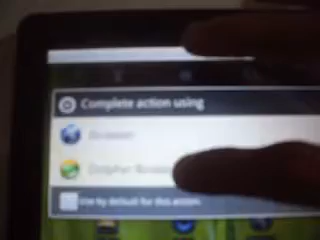 Complete action using
Browser
Dolphin Browser
Use by default for this action.